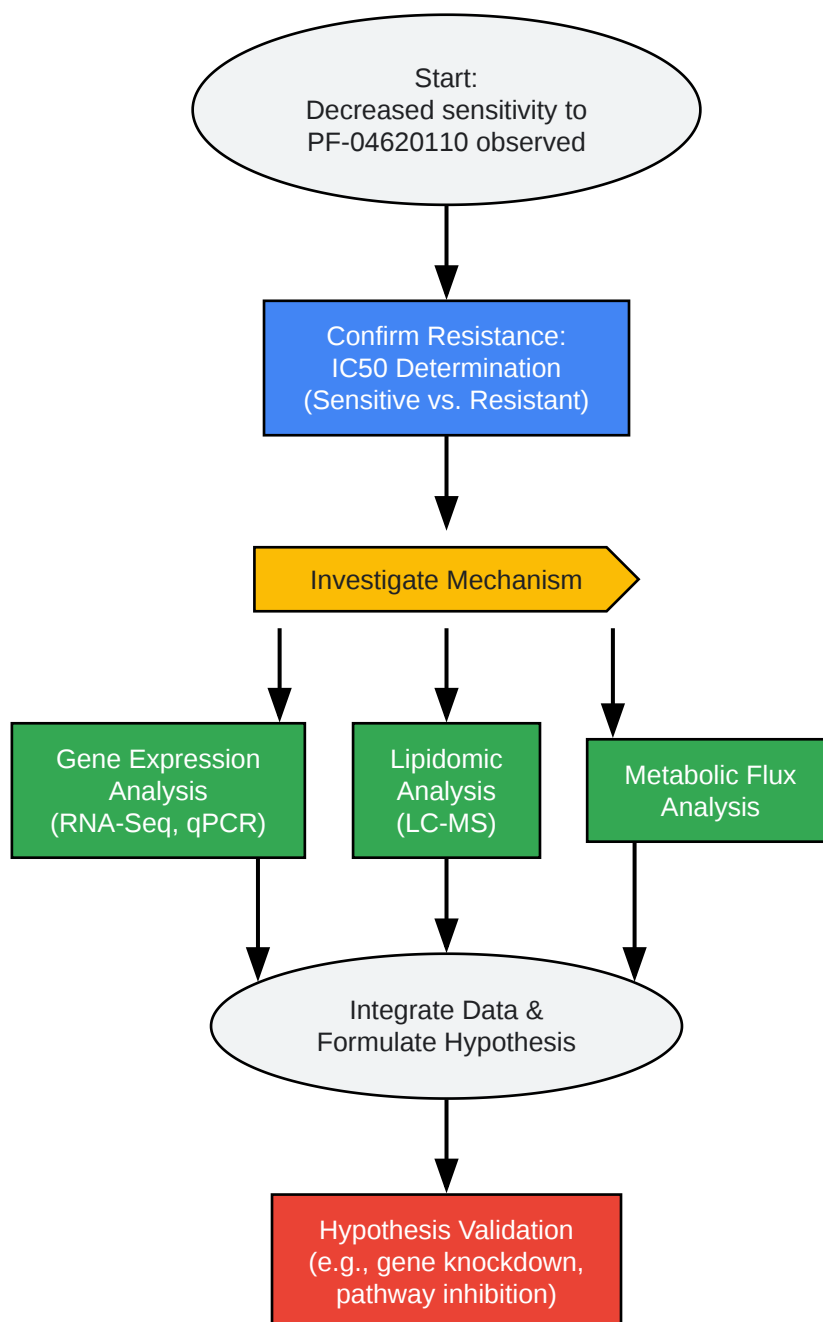 Start:
Decreased sensitivity to
PF-04620110 observed
Confirm Resistance:
IC50 Determination
(Sensitive vs. Resistant)
Investigate Mechanism
Gene Expression
Analysis
(RNA-Seq, qPCR)
Lipidomic
Analysis
(LC-MS)
Metabolic Flux
Analysis
Integrate Data &
Formulate Hypothesis
Hypothesis Validation
(e.g., gene knockdown,
pathway inhibition)